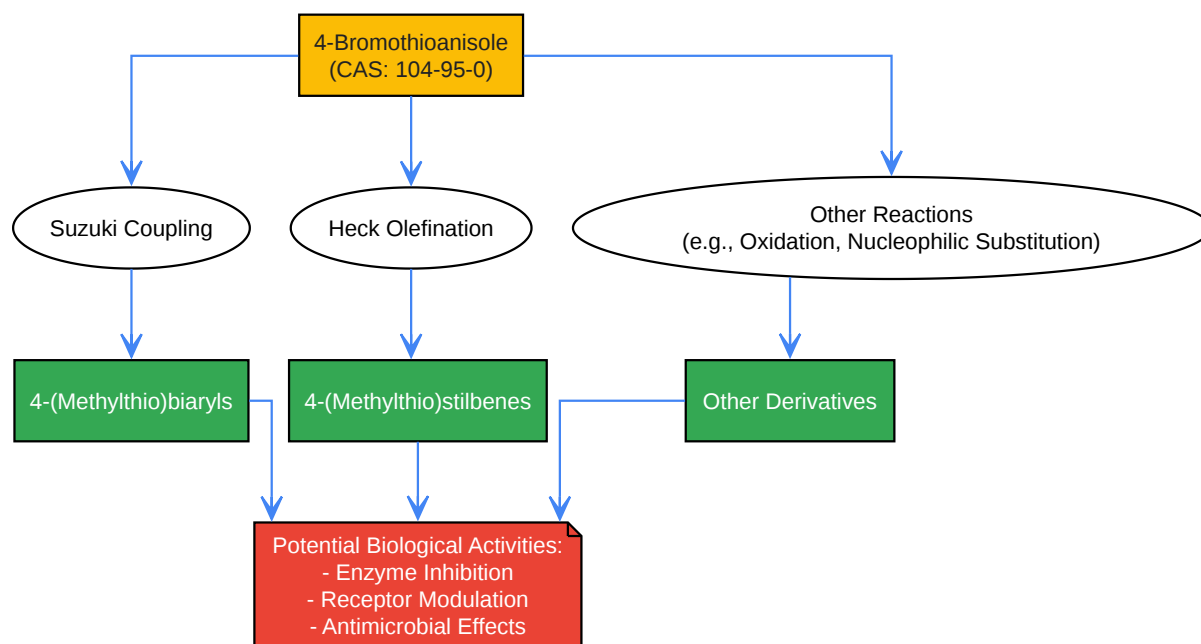 4-Bromothioanisole
(CAS: 104-95-0)
Suzuki Coupling
Heck Olefination
Other Reactions
(e.g., Oxidation, Nucleophilic Substitution)
4-(Methylthio)biaryls
4-(Methylthio)stilbenes
Other Derivatives
Potential Biological Activities:
- Enzyme Inhibition
- Receptor Modulation
- Antimicrobial Effects